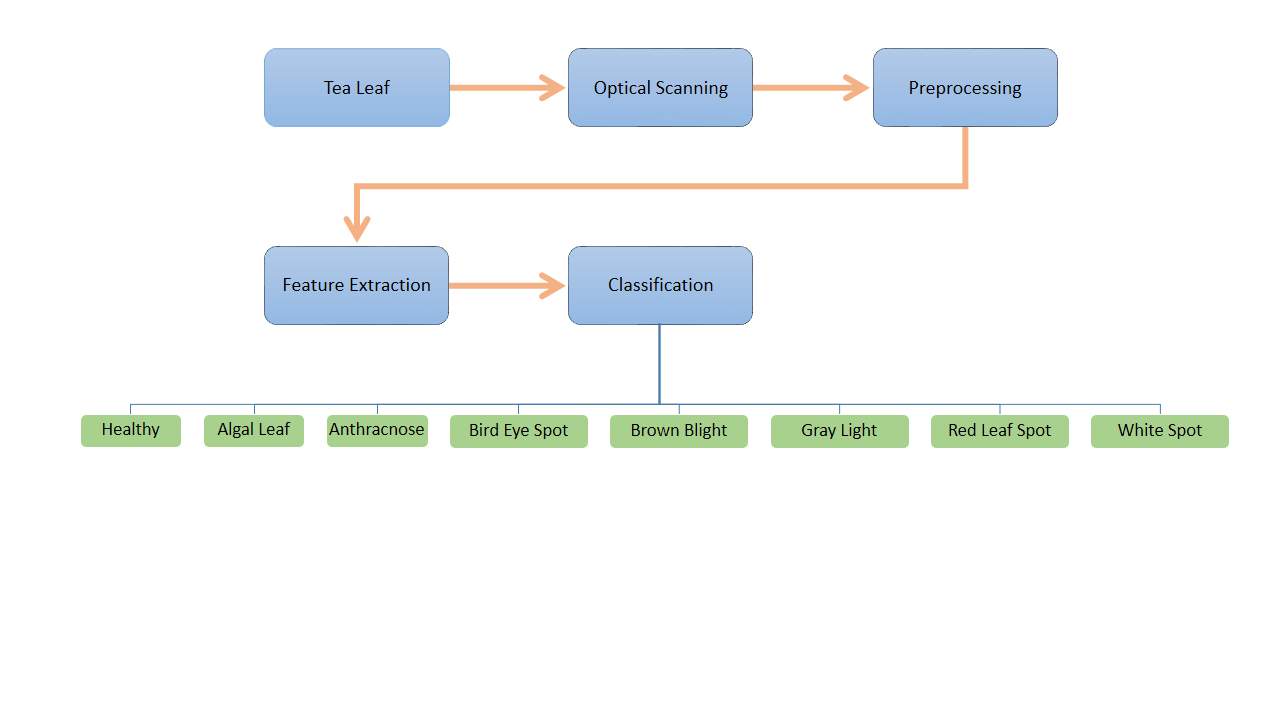 Tea Leaf
Optical Scanning
Preprocessing
Feature Extraction
Classification
Healthy
Algal Leaf
Anthracnose
Bird Eye Spot
Brown Blight
Gray Light
Red Leaf Spot
White Spot